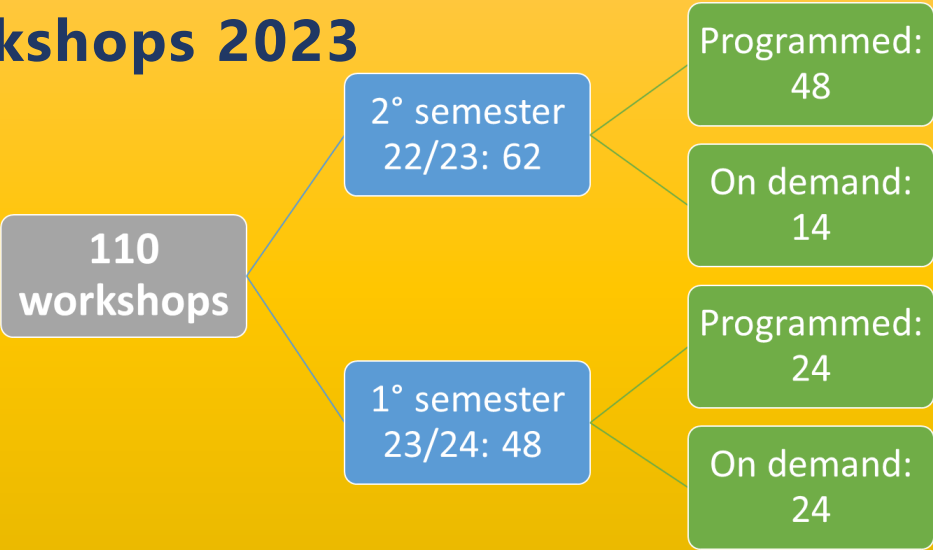 kshops 2023
110
workshops
2° semester
22/23: 62
Programmed:
48
On demand:
14
1° semester
23/24: 48
Programmed:
24
On demand:
24